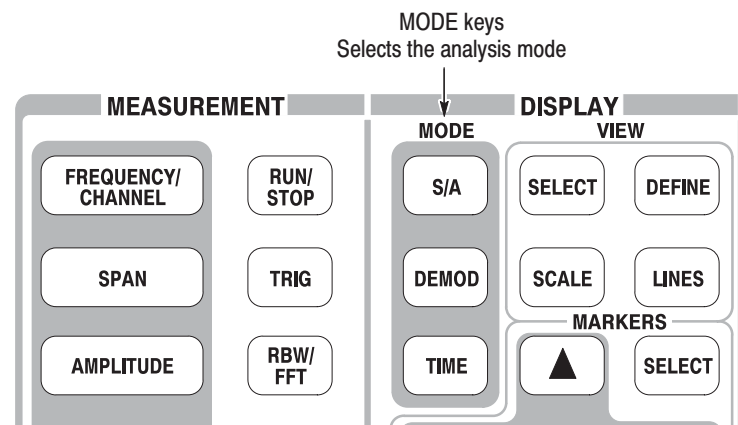 MODE keys
Selects the analysis mode
MEASUREMENT
DISPLAY
MODE
VIEW
FREQUENCY/
CHANNEL
RUN/
STOP
S/A
SELECT
DEFINE
SPAN
TRIG
DEMOD
SCALE
LINES
MARKERS
AMPLITUDE
RBW/
FFT
TIME
SELECT